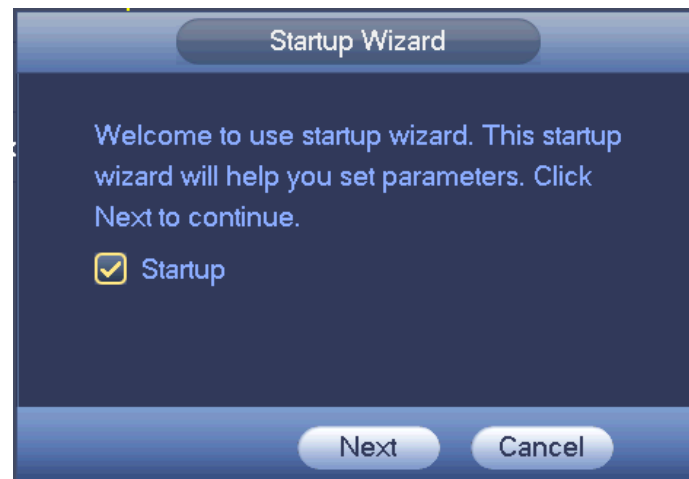 Startup Wizard
Welcome to use startup wizard. This startup
wizard will help you set parameters. Click
Next to continue.
Startup
Next
Cancel